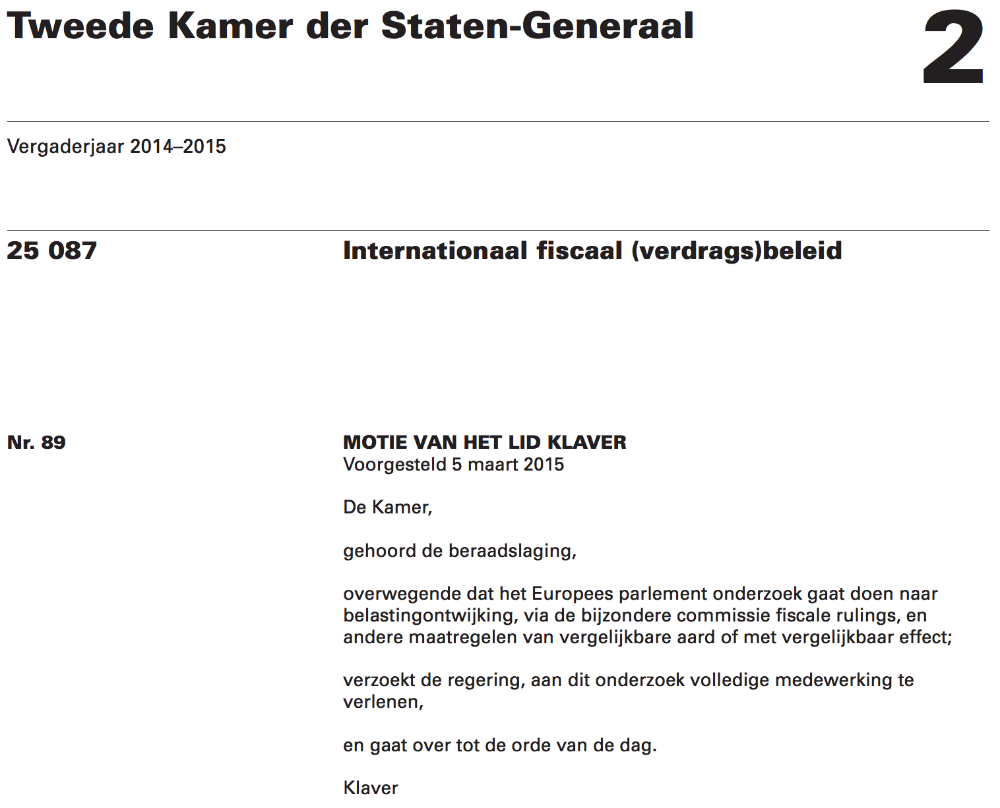 Tweede Kamer der Staten-Generaal
2
Vergaderjaar 2014–2015
25 087
Internationaal fiscaal (verdrags)beleid
Nr. 89
MOTIE VAN HET LID KLAVER
Voorgesteld 5 maart 2015
De Kamer,
gehoord de beraadslaging,
overwegende dat het Europees parlement onderzoek gaat doen naar
belastingontwijking, via de bijzondere commissie fiscale rulings, en
andere maatregelen van vergelijkbare aard of met vergelijkbaar effect;
verzoekt de regering, aan dit onderzoek volledige medewerking te
verlenen,
en gaat over tot de orde van de dag.
Klaver